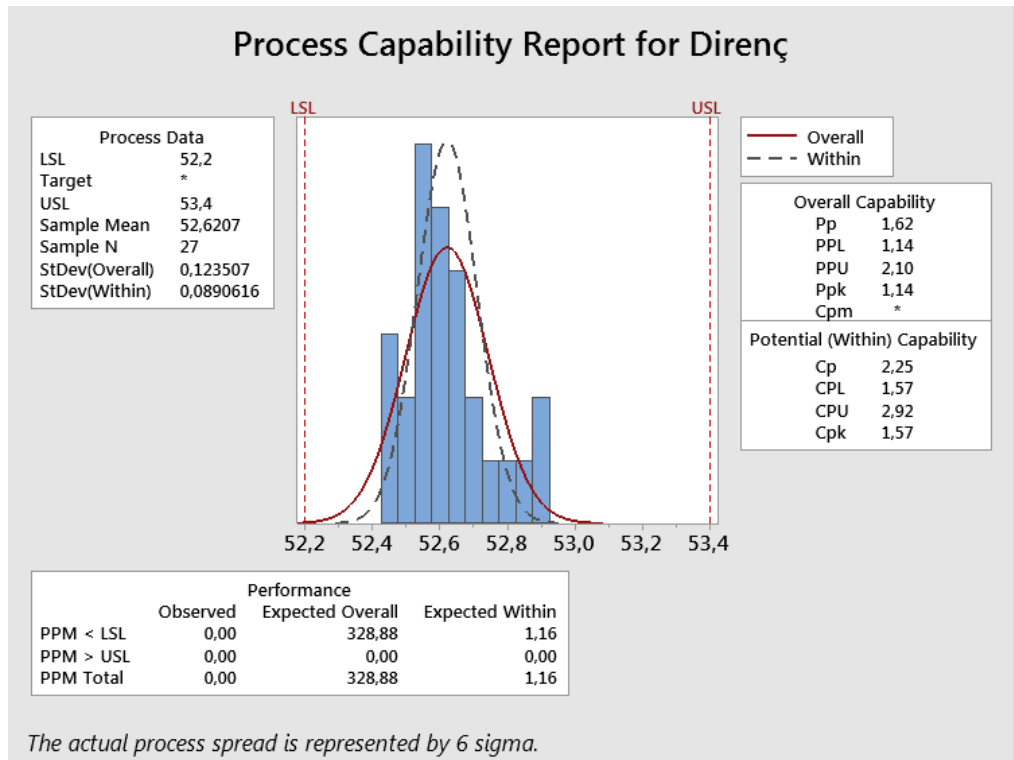 Process Capability Report for Direnç
LSL USL
Process Data
LSL 52,2
Target *
USL 53,4
Sample Mean 52,6207
Sample N 27
StDev(Overall) 0,123507
StDev(Within) 0,0890616
Overall
Within
Overall Capability
Pp 1,62
PPL 1,14
PPU 2,10
Ppk 1,14
Cpm *
Potential (Within) Capability
Cp 2,25
CPL 1,57
CPU 2,92
Cpk 1,57
52,2 52,4 52,6 52,8 53,0 53,2 53,4
Performance
Observed Expected Overall Expected Within
PPM < LSL 0,00 328,88 1,16
PPM > USL 0,00 0,00 0,00
PPM Total 0,00 328,88 1,16
The actual process spread is represented by 6 sigma.